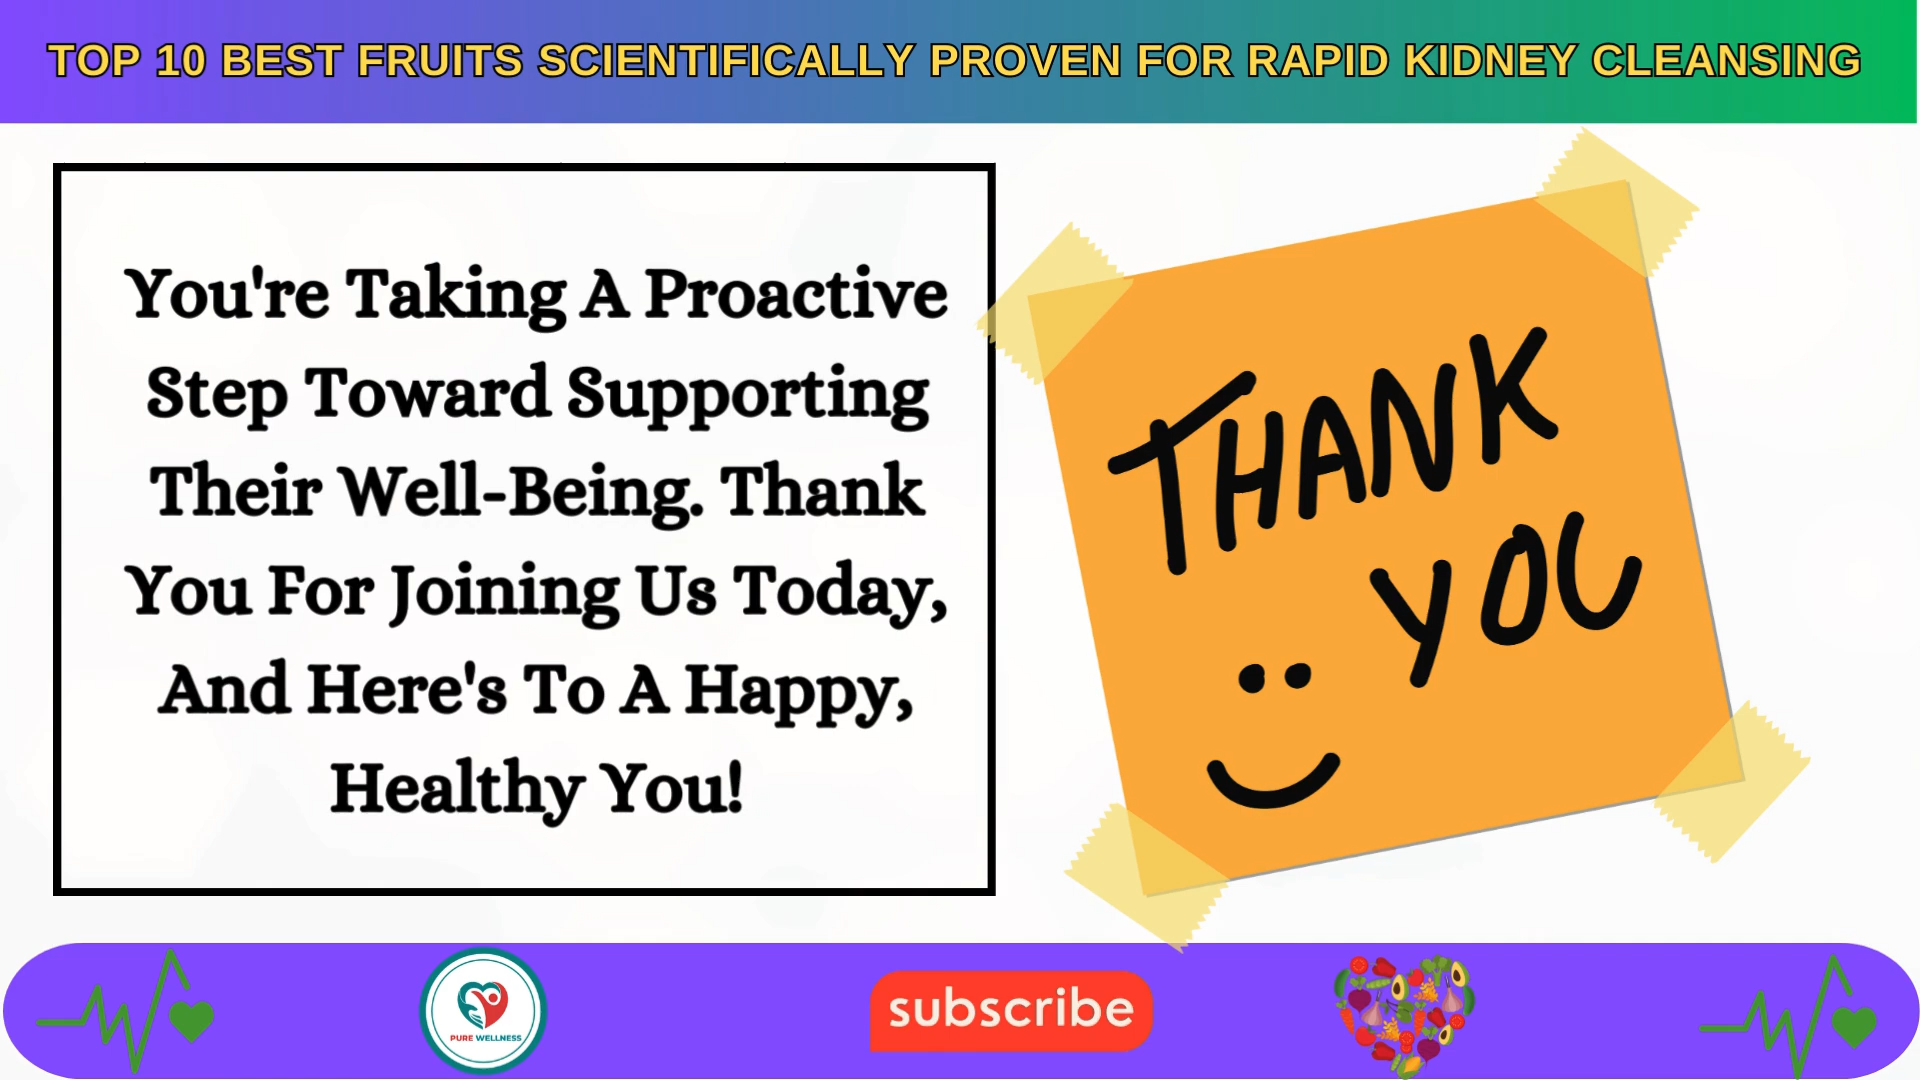 TOP 10 BEST FRUITS SCIENTIFICALLY PROVEN FOR RAPID KIDNEY CLEANSING
You're Taking A Proactive
Step Toward Supporting
Their Well-Being. Thank
You For Joining Us Today,
And Here's To A Happy,
Healthy You!
THANK
YOU
PURE WELLNESS
subscribe